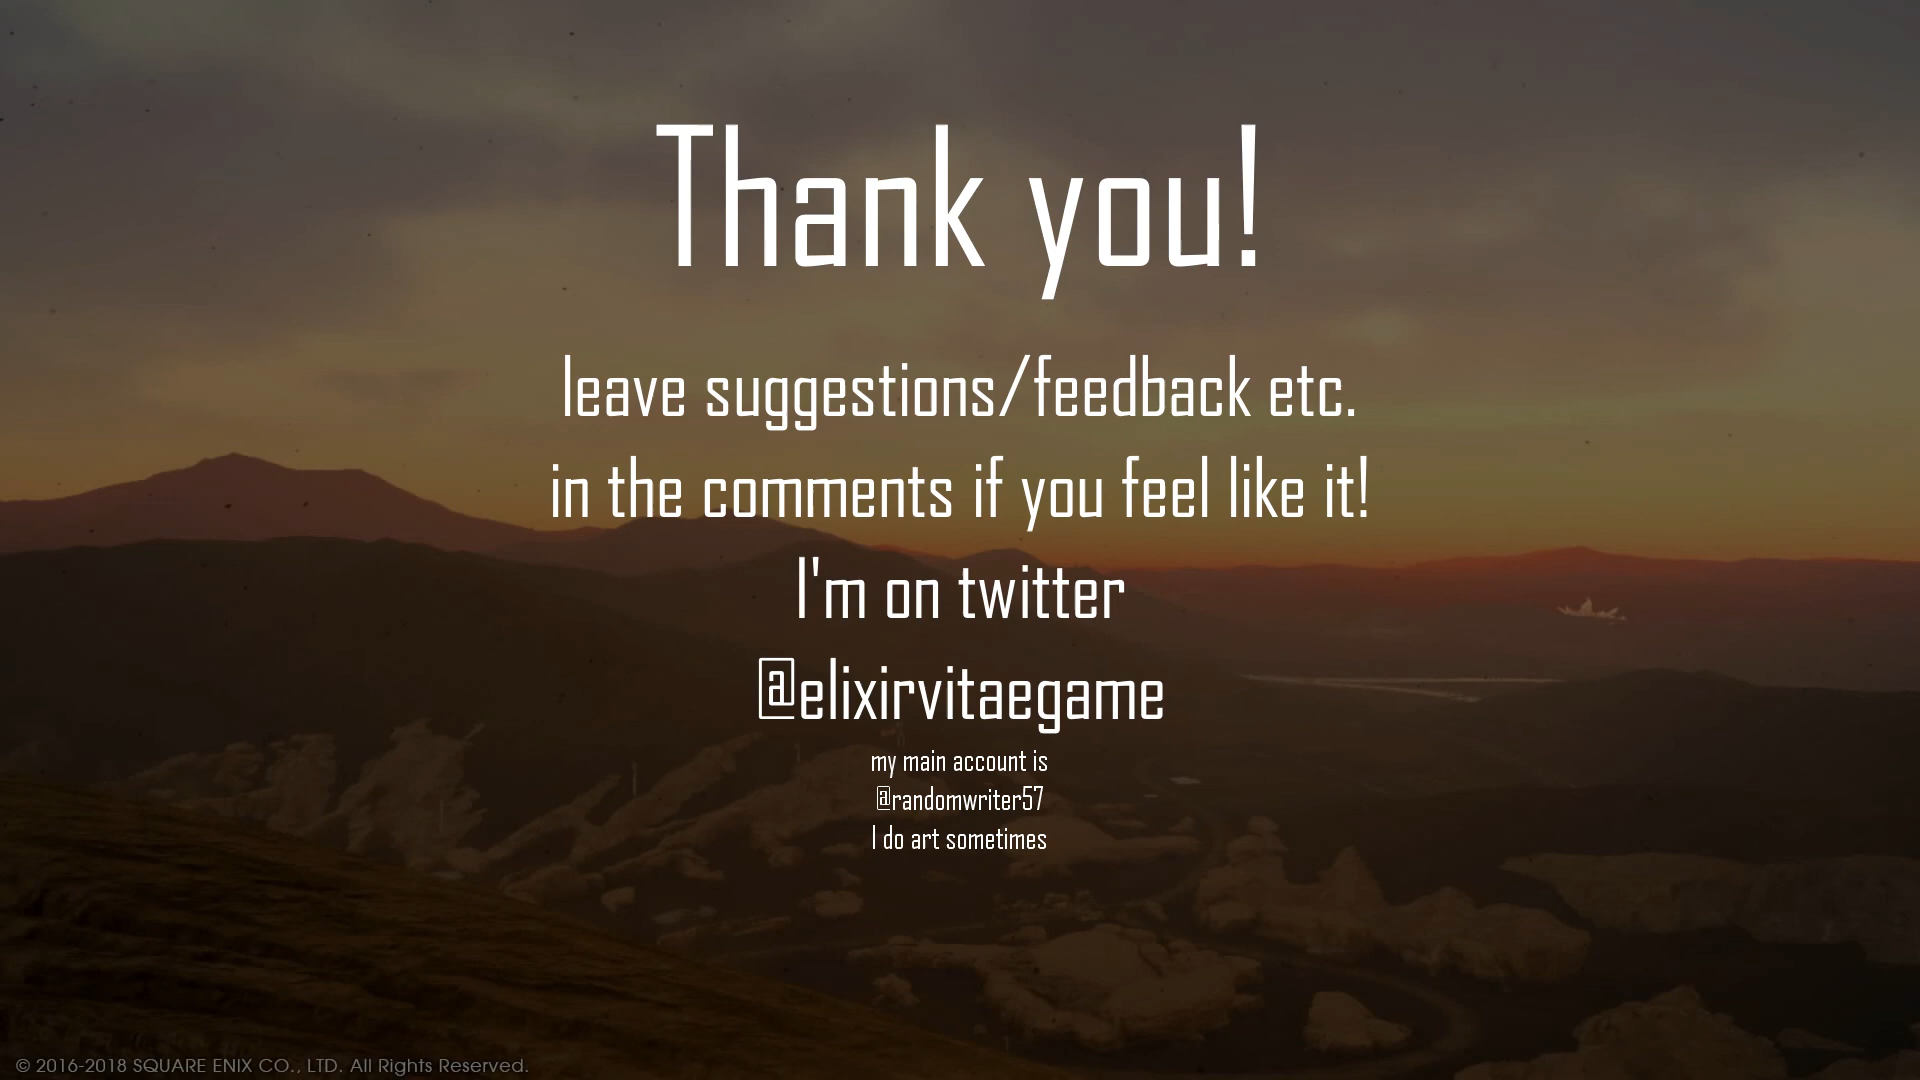 Thank you!
leave suggestions/feedback etc.
in the comments if you feel like it!
I'm on twitter
@elixirvitaegame
my main account is
@randomwriter57
I do art sometimes
© 2016-2018 SQUARE ENIX CO., LTD. All Rights Reserved.